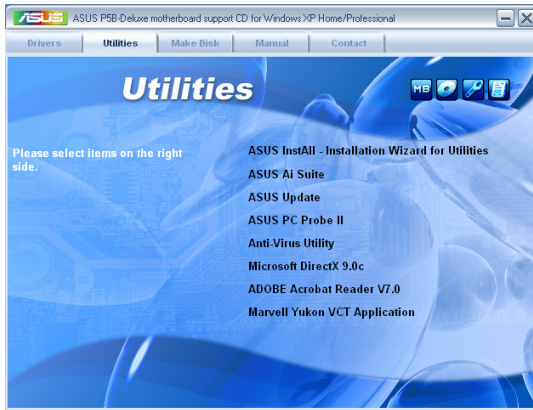 ASUS ASUS P5B-Deluxe motherboard support CD for Windows XP Home/Professional
Drivers Utilities Make Disk Manual Contact
Utilities
MB
Please select items on the right
side.
ASUS InstAll - Installation Wizard for Utilities
ASUS Ai Suite
ASUS Update
ASUS PC Probe II
Anti-Virus Utility
Microsoft DirectX 9.0c
ADOBE Acrobat Reader V7.0
Marvell Yukon VCT Application